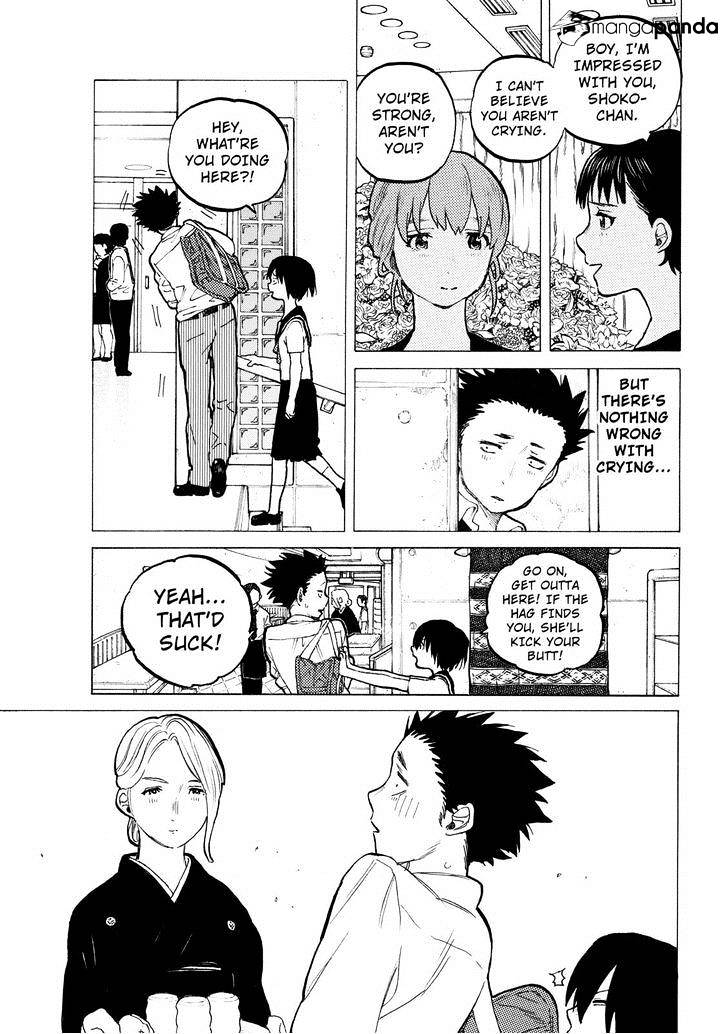 mangapanda
BOY, I'M
IMPRESSED
WITH YOU,
SHOKO-
CHAN.
I CAN'T
BELIEVE
YOU AREN'T
CRYING.
YOU'RE
STRONG,
AREN'T
YOU?
HEY,
WHAT'RE
YOU DOING
HERE?!
BUT
THERE'S
NOTHING
WRONG
WITH
CRYING...
GO ON,
GET OUTTA
HERE! IF THE
HAG FINDS
YOU, SHE'LL
KICK YOUR
BUTT!
YEAH...
THAT'D
SUCK!